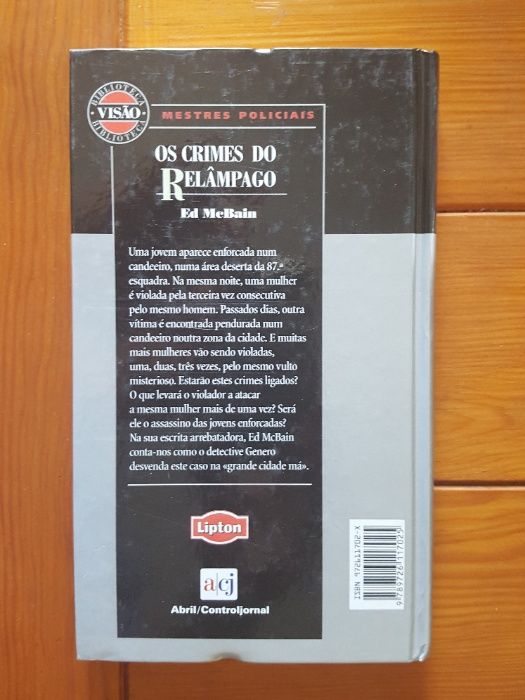 BIBLIOTECA
VISÃO
BIBLIOTECA
MESTRES POLICIAIS
OS CRIMES DO
RELÂMPAGO
Ed McBain
Uma jovem aparece enforcada num
candeeiro, numa área deserta da 87.ª
esquadra. Na mesma noite, uma mulher
é violada pela terceira vez consecutiva
pelo mesmo homem. Passados dias, outra
vítima é encontrada pendurada num
candeeiro noutra zona da cidade. E muitas
mais mulheres vão sendo violadas,
uma, duas, três vezes, pelo mesmo vulto
misterioso. Estarão estes crimes ligados?
O que levará o violador a atacar
a mesma mulher mais de uma vez? Será
ele o assassino das jovens enforcadas?
Na sua escrita arrebatadora, Ed McBain
conta-nos como o detective Genero
desvenda este caso na «grande cidade má».
Lipton
a/cj
Abril/Controljornal
ISBN 972611702-X
9 789726 117025